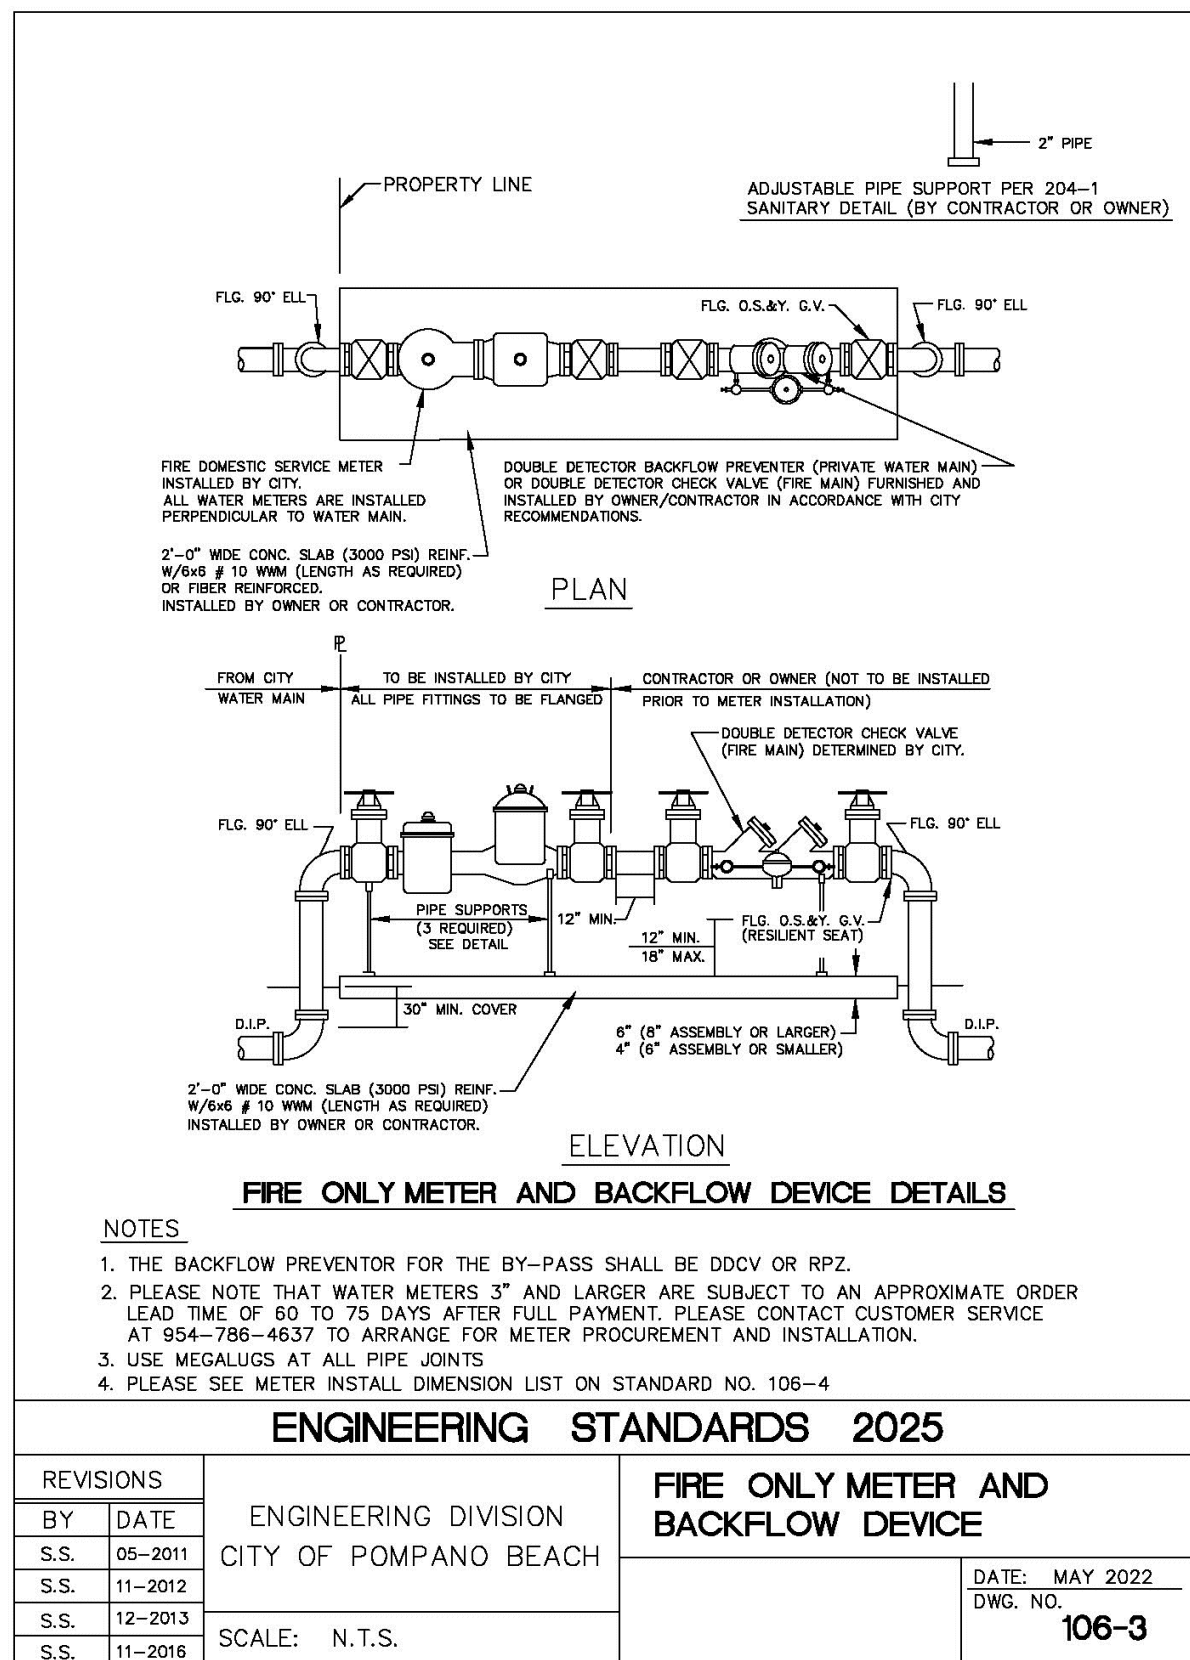 2" PIPE
ADJUSTABLE PIPE SUPPORT PER 204-1
SANITARY DETAIL (BY CONTRACTOR OR OWNER)
PROPERTY LINE
FLG. 90° ELL
FLG. O.S.&Y. G.V.
FLG. 90° ELL
FIRE DOMESTIC SERVICE METER
INSTALLED BY CITY.
ALL WATER METERS ARE INSTALLED
PERPENDICULAR TO WATER MAIN.
DOUBLE DETECTOR BACKFLOW PREVENTER (PRIVATE WATER MAIN)
OR DOUBLE DETECTOR CHECK VALVE (FIRE MAIN) FURNISHED AND
INSTALLED BY OWNER/CONTRACTOR IN ACCORDANCE WITH CITY
RECOMMENDATIONS.
2'-0" WIDE CONC. SLAB (3000 PSI) REINF.
W/6x6 # 10 WWM (LENGTH AS REQUIRED)
OR FIBER REINFORCED.
INSTALLED BY OWNER OR CONTRACTOR.
PLAN
PL
FROM CITY
WATER MAIN
TO BE INSTALLED BY CITY
ALL PIPE FITTINGS TO BE FLANGED
CONTRACTOR OR OWNER (NOT TO BE INSTALLED
PRIOR TO METER INSTALLATION)
DOUBLE DETECTOR CHECK VALVE
(FIRE MAIN) DETERMINED BY CITY.
FLG. 90° ELL
FLG. 90° ELL
PIPE SUPPORTS
(3 REQUIRED)
SEE DETAIL
12" MIN.
12" MIN.
18" MAX.
FLG. O.S.&Y. G.V.
(RESILIENT SEAT)
30" MIN. COVER
D.I.P.
D.I.P.
6" (8" ASSEMBLY OR LARGER)
4" (6" ASSEMBLY OR SMALLER)
2'-0" WIDE CONC. SLAB (3000 PSI) REINF.
W/6x6 # 10 WWM (LENGTH AS REQUIRED)
INSTALLED BY OWNER OR CONTRACTOR.
ELEVATION
FIRE ONLY METER AND BACKFLOW DEVICE DETAILS
NOTES
1. THE BACKFLOW PREVENTOR FOR THE BY-PASS SHALL BE DDCV OR RPZ.
2. PLEASE NOTE THAT WATER METERS 3" AND LARGER ARE SUBJECT TO AN APPROXIMATE ORDER
LEAD TIME OF 60 TO 75 DAYS AFTER FULL PAYMENT. PLEASE CONTACT CUSTOMER SERVICE
AT 954-786-4637 TO ARRANGE FOR METER PROCUREMENT AND INSTALLATION.
3. USE MEGALUGS AT ALL PIPE JOINTS
4. PLEASE SEE METER INSTALL DIMENSION LIST ON STANDARD NO. 106-4
ENGINEERING STANDARDS 2025
REVISIONS
BY DATE
S.S. 05-2011
S.S. 11-2012
S.S. 12-2013
S.S. 11-2016
ENGINEERING DIVISION
CITY OF POMPANO BEACH
SCALE: N.T.S.
FIRE ONLY METER AND
BACKFLOW DEVICE
DATE: MAY 2022
DWG. NO.
106-3